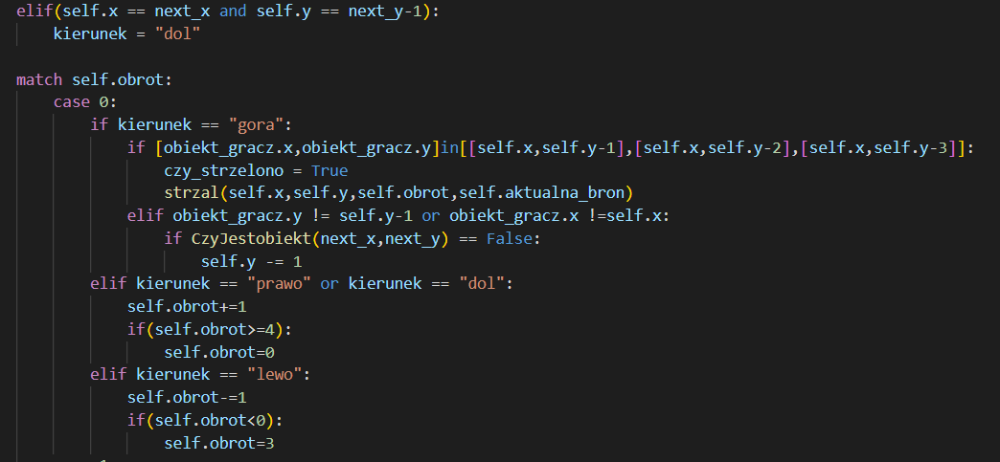 elif(self.x == next_x and self.y == next_y-1):
    kierunek = "dol"

match self.obrot:
    case 0:
        if kierunek == "gora":
            if [obiekt_gracz.x,obiekt_gracz.y]in[[self.x,self.y-1],[self.x,self.y-2],[self.x,self.y-3]]:
                czy_strzelono = True
                strzal(self.x,self.y,self.obrot,self.aktualna_bron)
            elif obiekt_gracz.y != self.y-1 or obiekt_gracz.x !=self.x:
                if CzyJestobiekt(next_x,next_y) == False:
                    self.y -= 1
        elif kierunek == "prawo" or kierunek == "dol":
            self.obrot+=1
            if(self.obrot>=4):
                self.obrot=0
        elif kierunek == "lewo":
            self.obrot-=1
            if(self.obrot<0):
                self.obrot=3